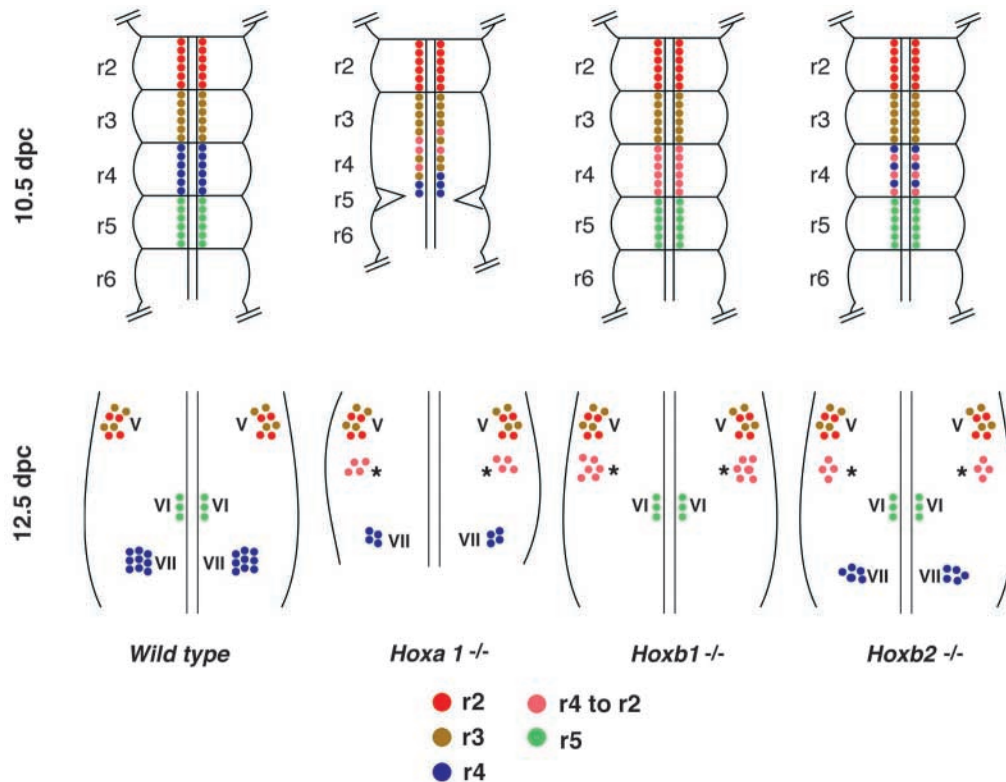 10.5 dpc
r2 r2 r2 r2
r3 r3 r3 r3
r4 r4 r4 r4
r5 r5 r5 r5
r6 r6 r6 r6
12.5 dpc
V V V V V V V V
* * * * * *
VI VI VI VI VI VI
VII VII VII VII VII VII
Wild type Hoxa 1 -/- Hoxb1 -/- Hoxb2 -/-
r2 r4 to r2
r3 r5
r4